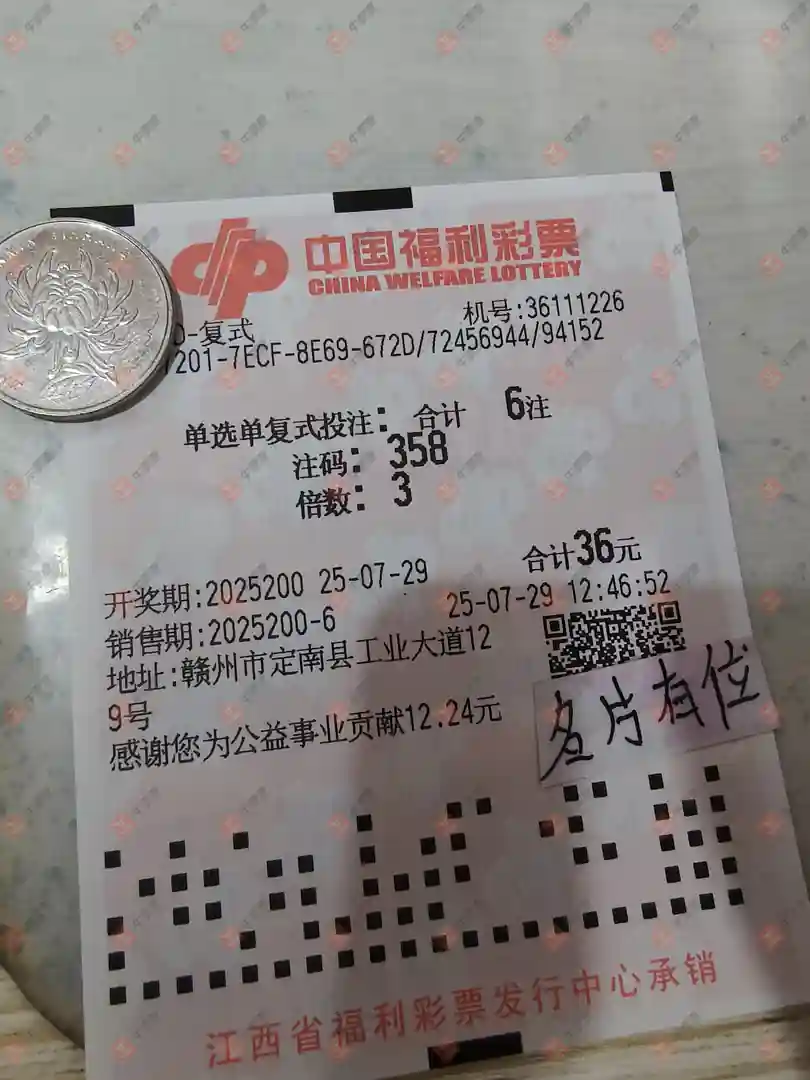 中国福利彩票
CHINA WELFARE LOTTERY
机号:36111226
D-复式
7201-7ECF-8E69-672D/72456944/94152
单选单复式投注: 合计 6注
注码: 358
倍数: 3
合计36元
开奖期:2025200 25-07-29
销售期:2025200-6 25-07-29 12:46:52
地址:赣州市定南县工业大道12
9号
感谢您为公益事业贡献12.24元
名片有位
江西省福利彩票发行中心承销